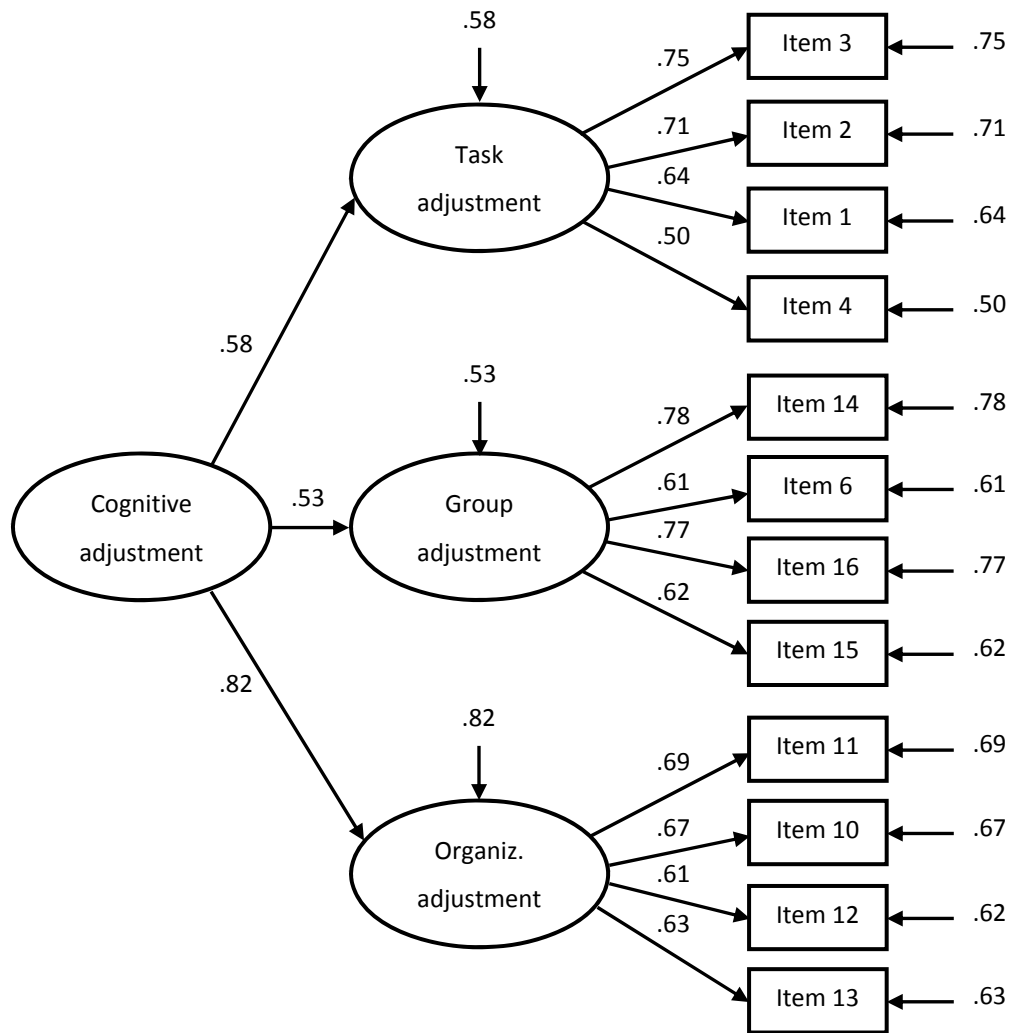 .58
.75
Item 3
.75
Task
adjustment
.71
Item 2
.71
.64
Item 1
.64
.50
Item 4
.50
.58
.53
.78
Item 14
.78
Cognitive
adjustment
.53
Group
adjustment
.61
Item 6
.61
.77
Item 16
.77
.62
Item 15
.62
.82
.82
.69
Item 11
.69
Organiz.
adjustment
.67
Item 10
.67
.61
Item 12
.62
.63
Item 13
.63